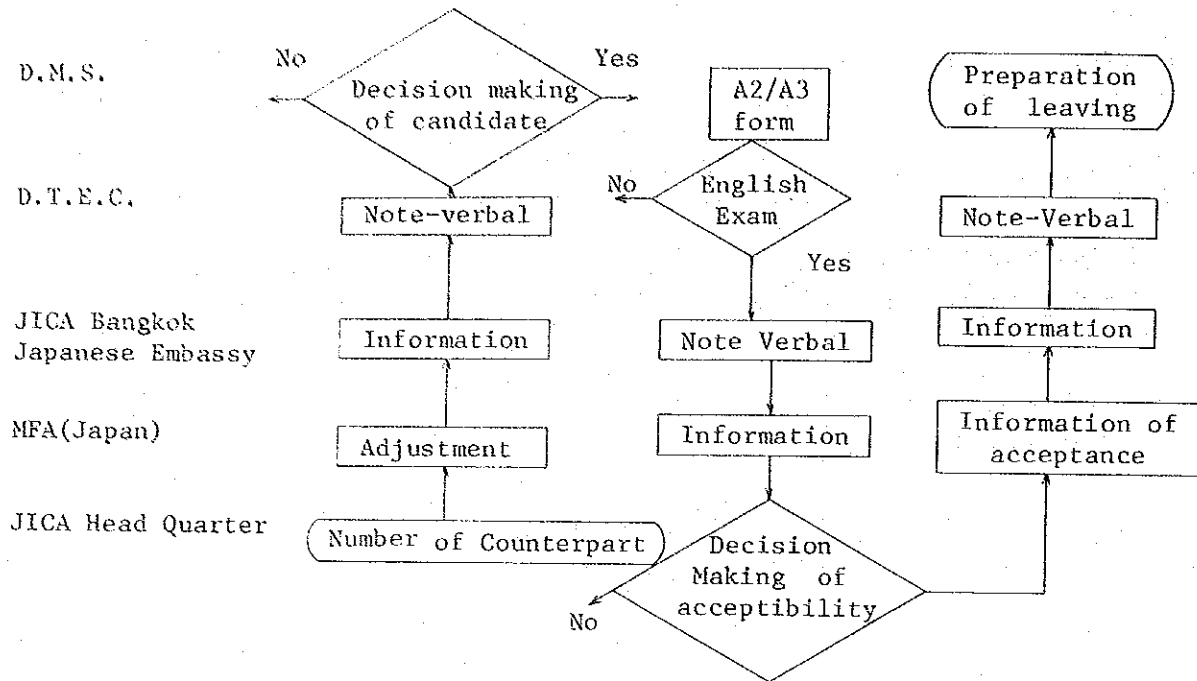 D.M.S.
No
Yes
Decision making
of candidate
A2/A3
form
Preparation
of leaving
D.T.E.C.
Note-verbal
No
English
Exam
Yes
Note-Verbal
JICA Bangkok
Japanese Embassy
Information
Note Verbal
Information
MFA(Japan)
Adjustment
Information
Information of
acceptance
JICA Head Quarter
Number of Counterpart
Decision
Making of
acceptibility
No